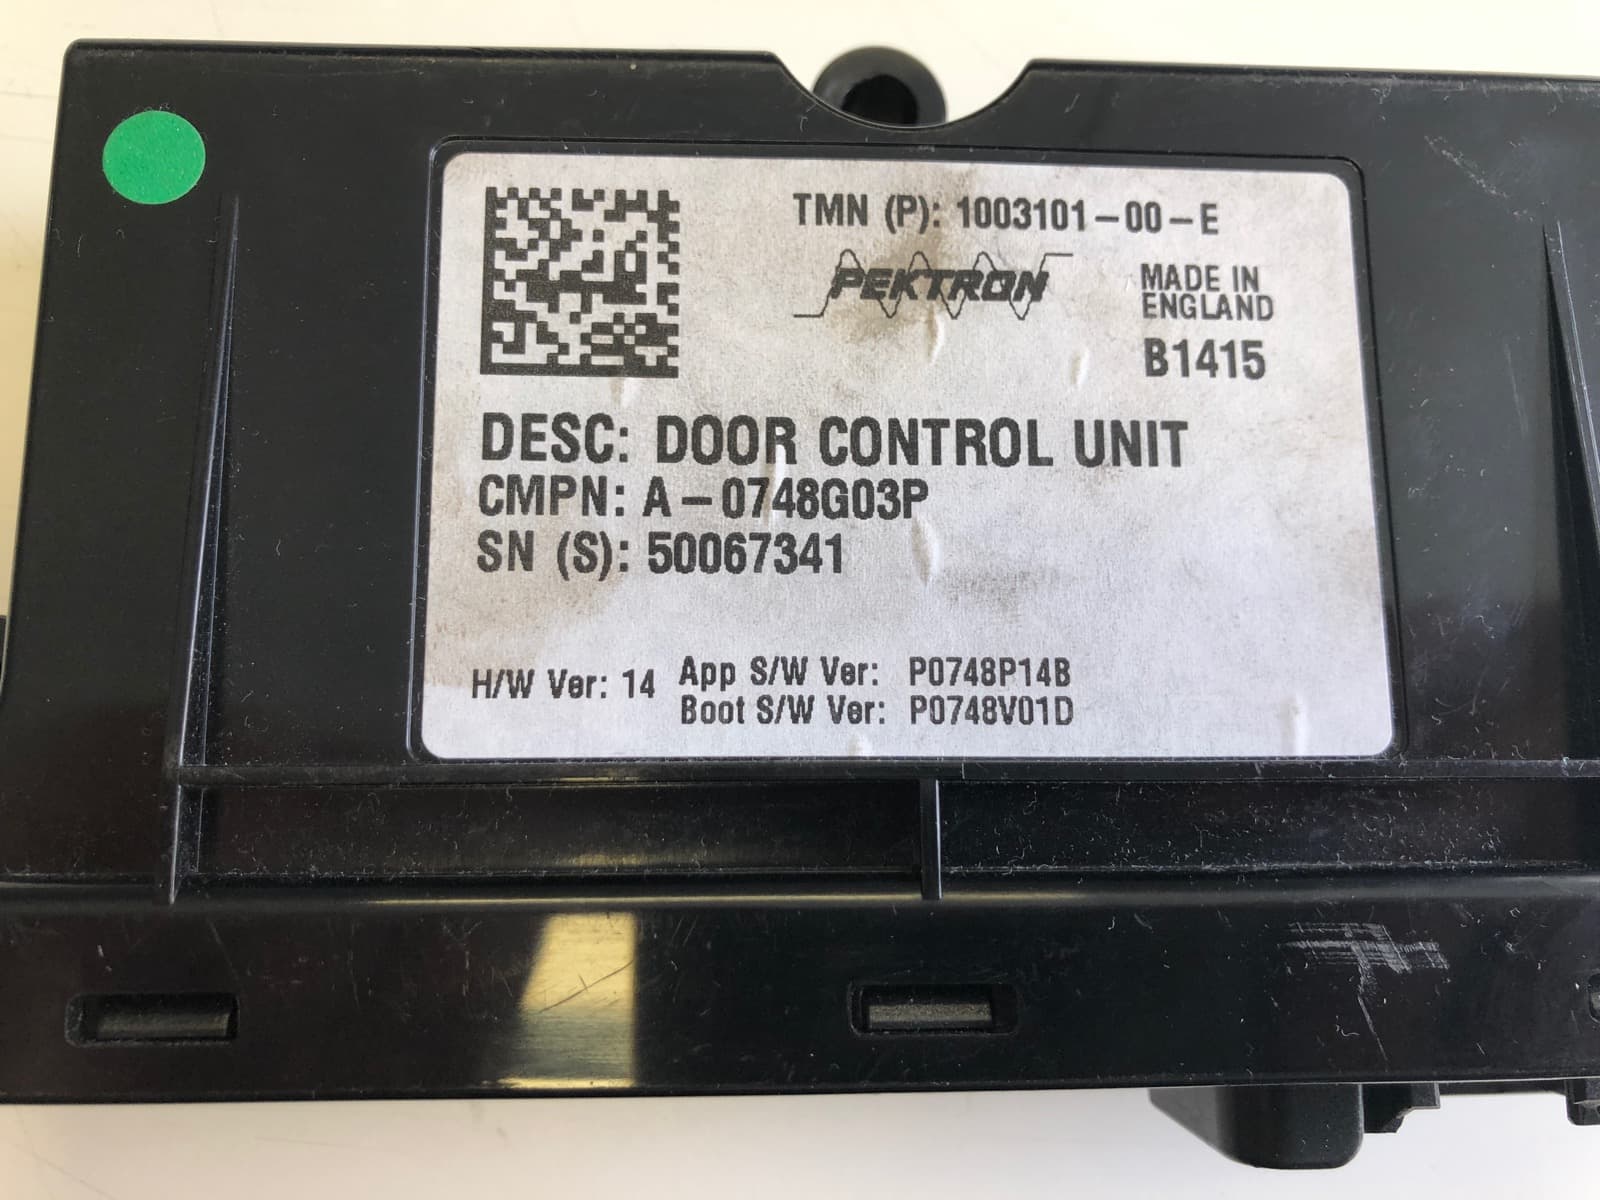 TMN (P): 1003101-00-E
PEKTRON
MADE IN
ENGLAND
B1415
DESC: DOOR CONTROL UNIT
CMPN: A-0748G03P
SN (S): 50067341
H/W Ver: 14
App S/W Ver: P0748P14B
Boot S/W Ver: P0748V01D